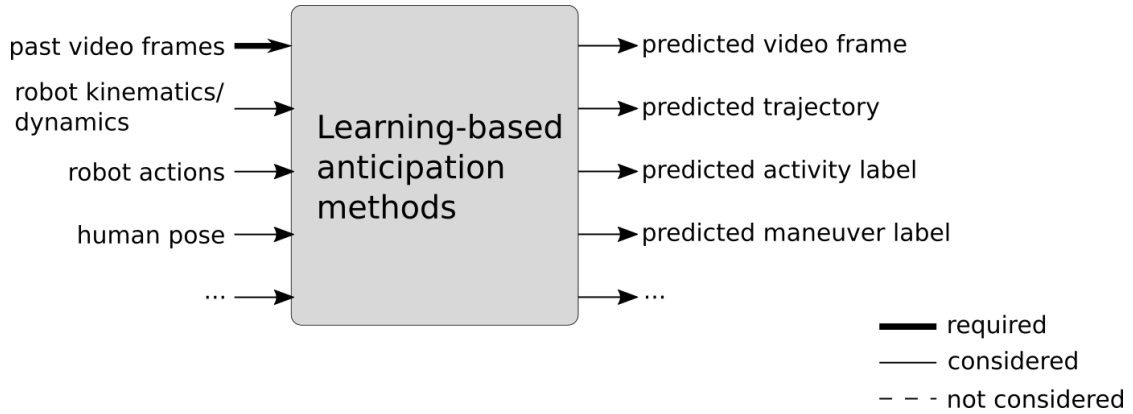 past video frames
robot kinematics/
dynamics
robot actions
human pose
...
Learning-based
anticipation
methods
predicted video frame
predicted trajectory
predicted activity label
predicted maneuver label
...
required
considered
not considered